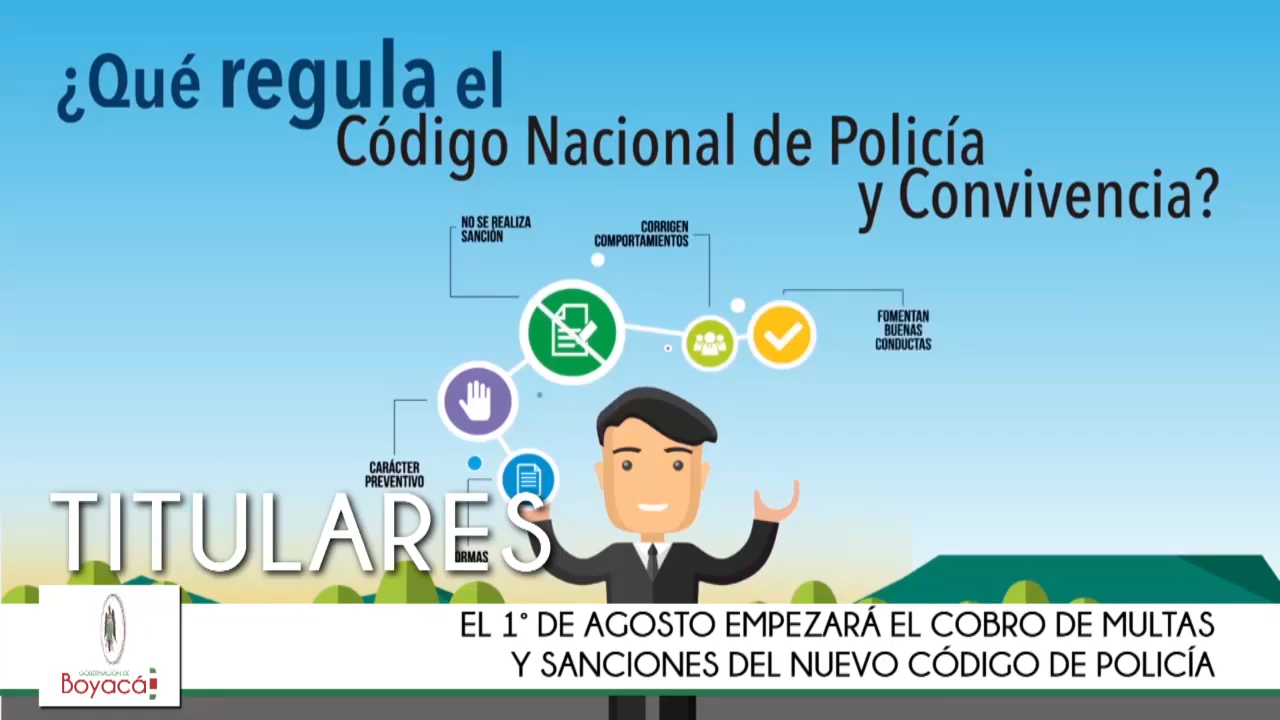 ¿Qué regula el
Código Nacional de Policía
y Convivencia?
NO SE REALIZA
SANCIÓN
CORRIGEN
COMPORTAMIENTOS
FOMENTAN
BUENAS
CONDUCTAS
CARÁCTER
PREVENTIVO
ORMAS
TITULARES
EL 1° DE AGOSTO EMPEZARÁ EL COBRO DE MULTAS
Y SANCIONES DEL NUEVO CÓDIGO DE POLICÍA
GOBERNACIÓN DE
Boyacá